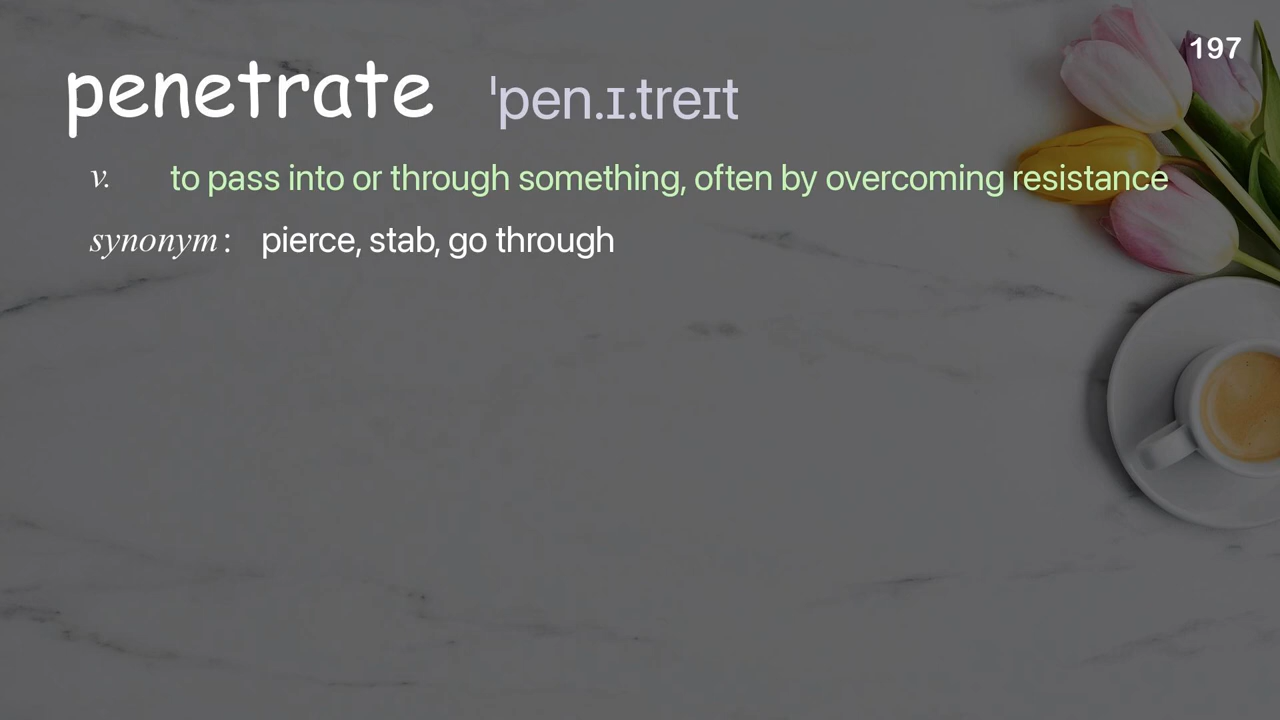 197
penetrate ˈpen.ɪ.treɪt
v. to pass into or through something, often by overcoming resistance
synonym: pierce, stab, go through